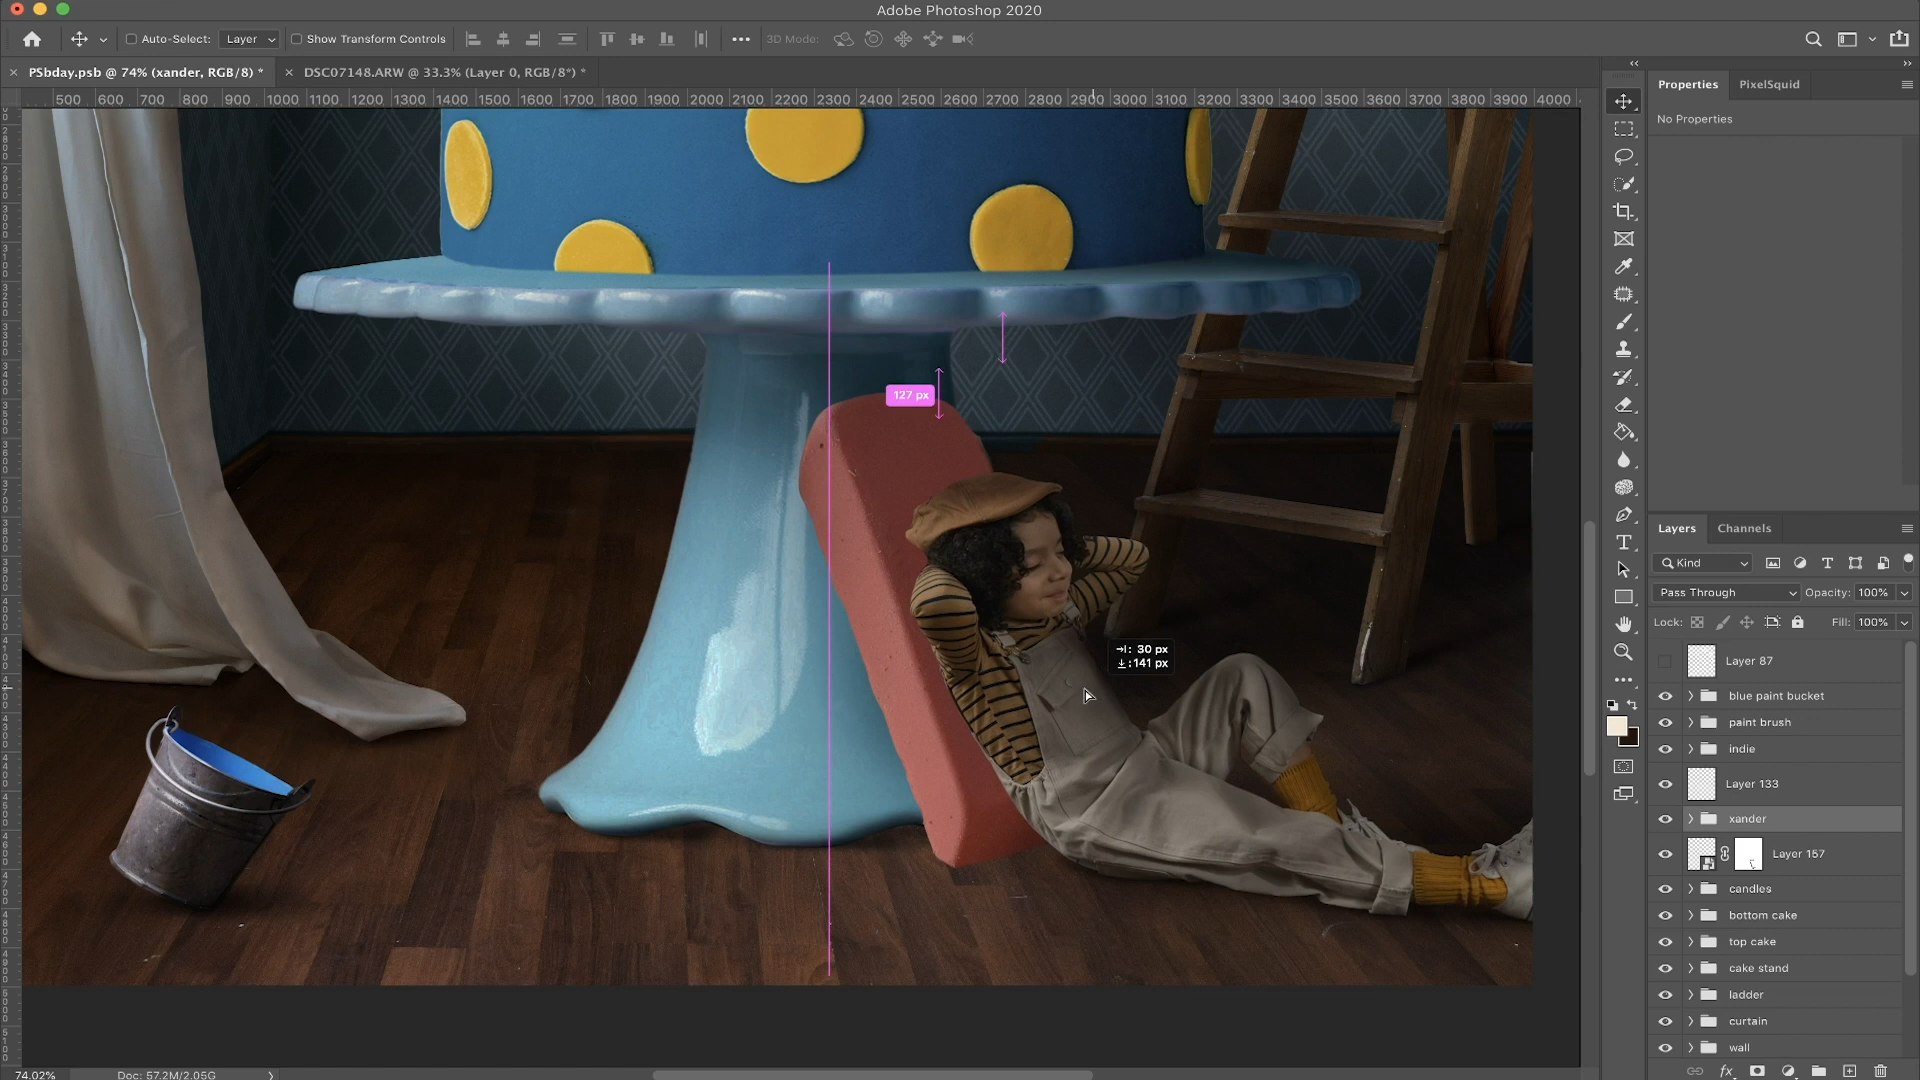 Adobe Photoshop 2020
Auto-Select: Layer Show Transform Controls 3D Mode:
PSbday.psb @ 74% (xander, RGB/8) * DSC07148.ARW @ 33.3% (Layer 0, RGB/8*) *
500 600 700 800 900 1000 1100 1200 1300 1400 1500 1600 1700 1800 1900 2000 2100 2200 2300 2400 2500 2600 2700 2800 2900 3000 3100 3200 3300 3400 3500 3600 3700 3800 3900 4000
Properties PixelSquid
No Properties
127 px
30 px
141 px
Layers Channels
Kind
Pass Through Opacity: 100%
Lock: Fill: 100%
Layer 87
blue paint bucket
paint brush
indie
Layer 133
xander
Layer 157
candles
bottom cake
top cake
cake stand
ladder
curtain
wall
74.02% Doc: 57.2M/2.05G